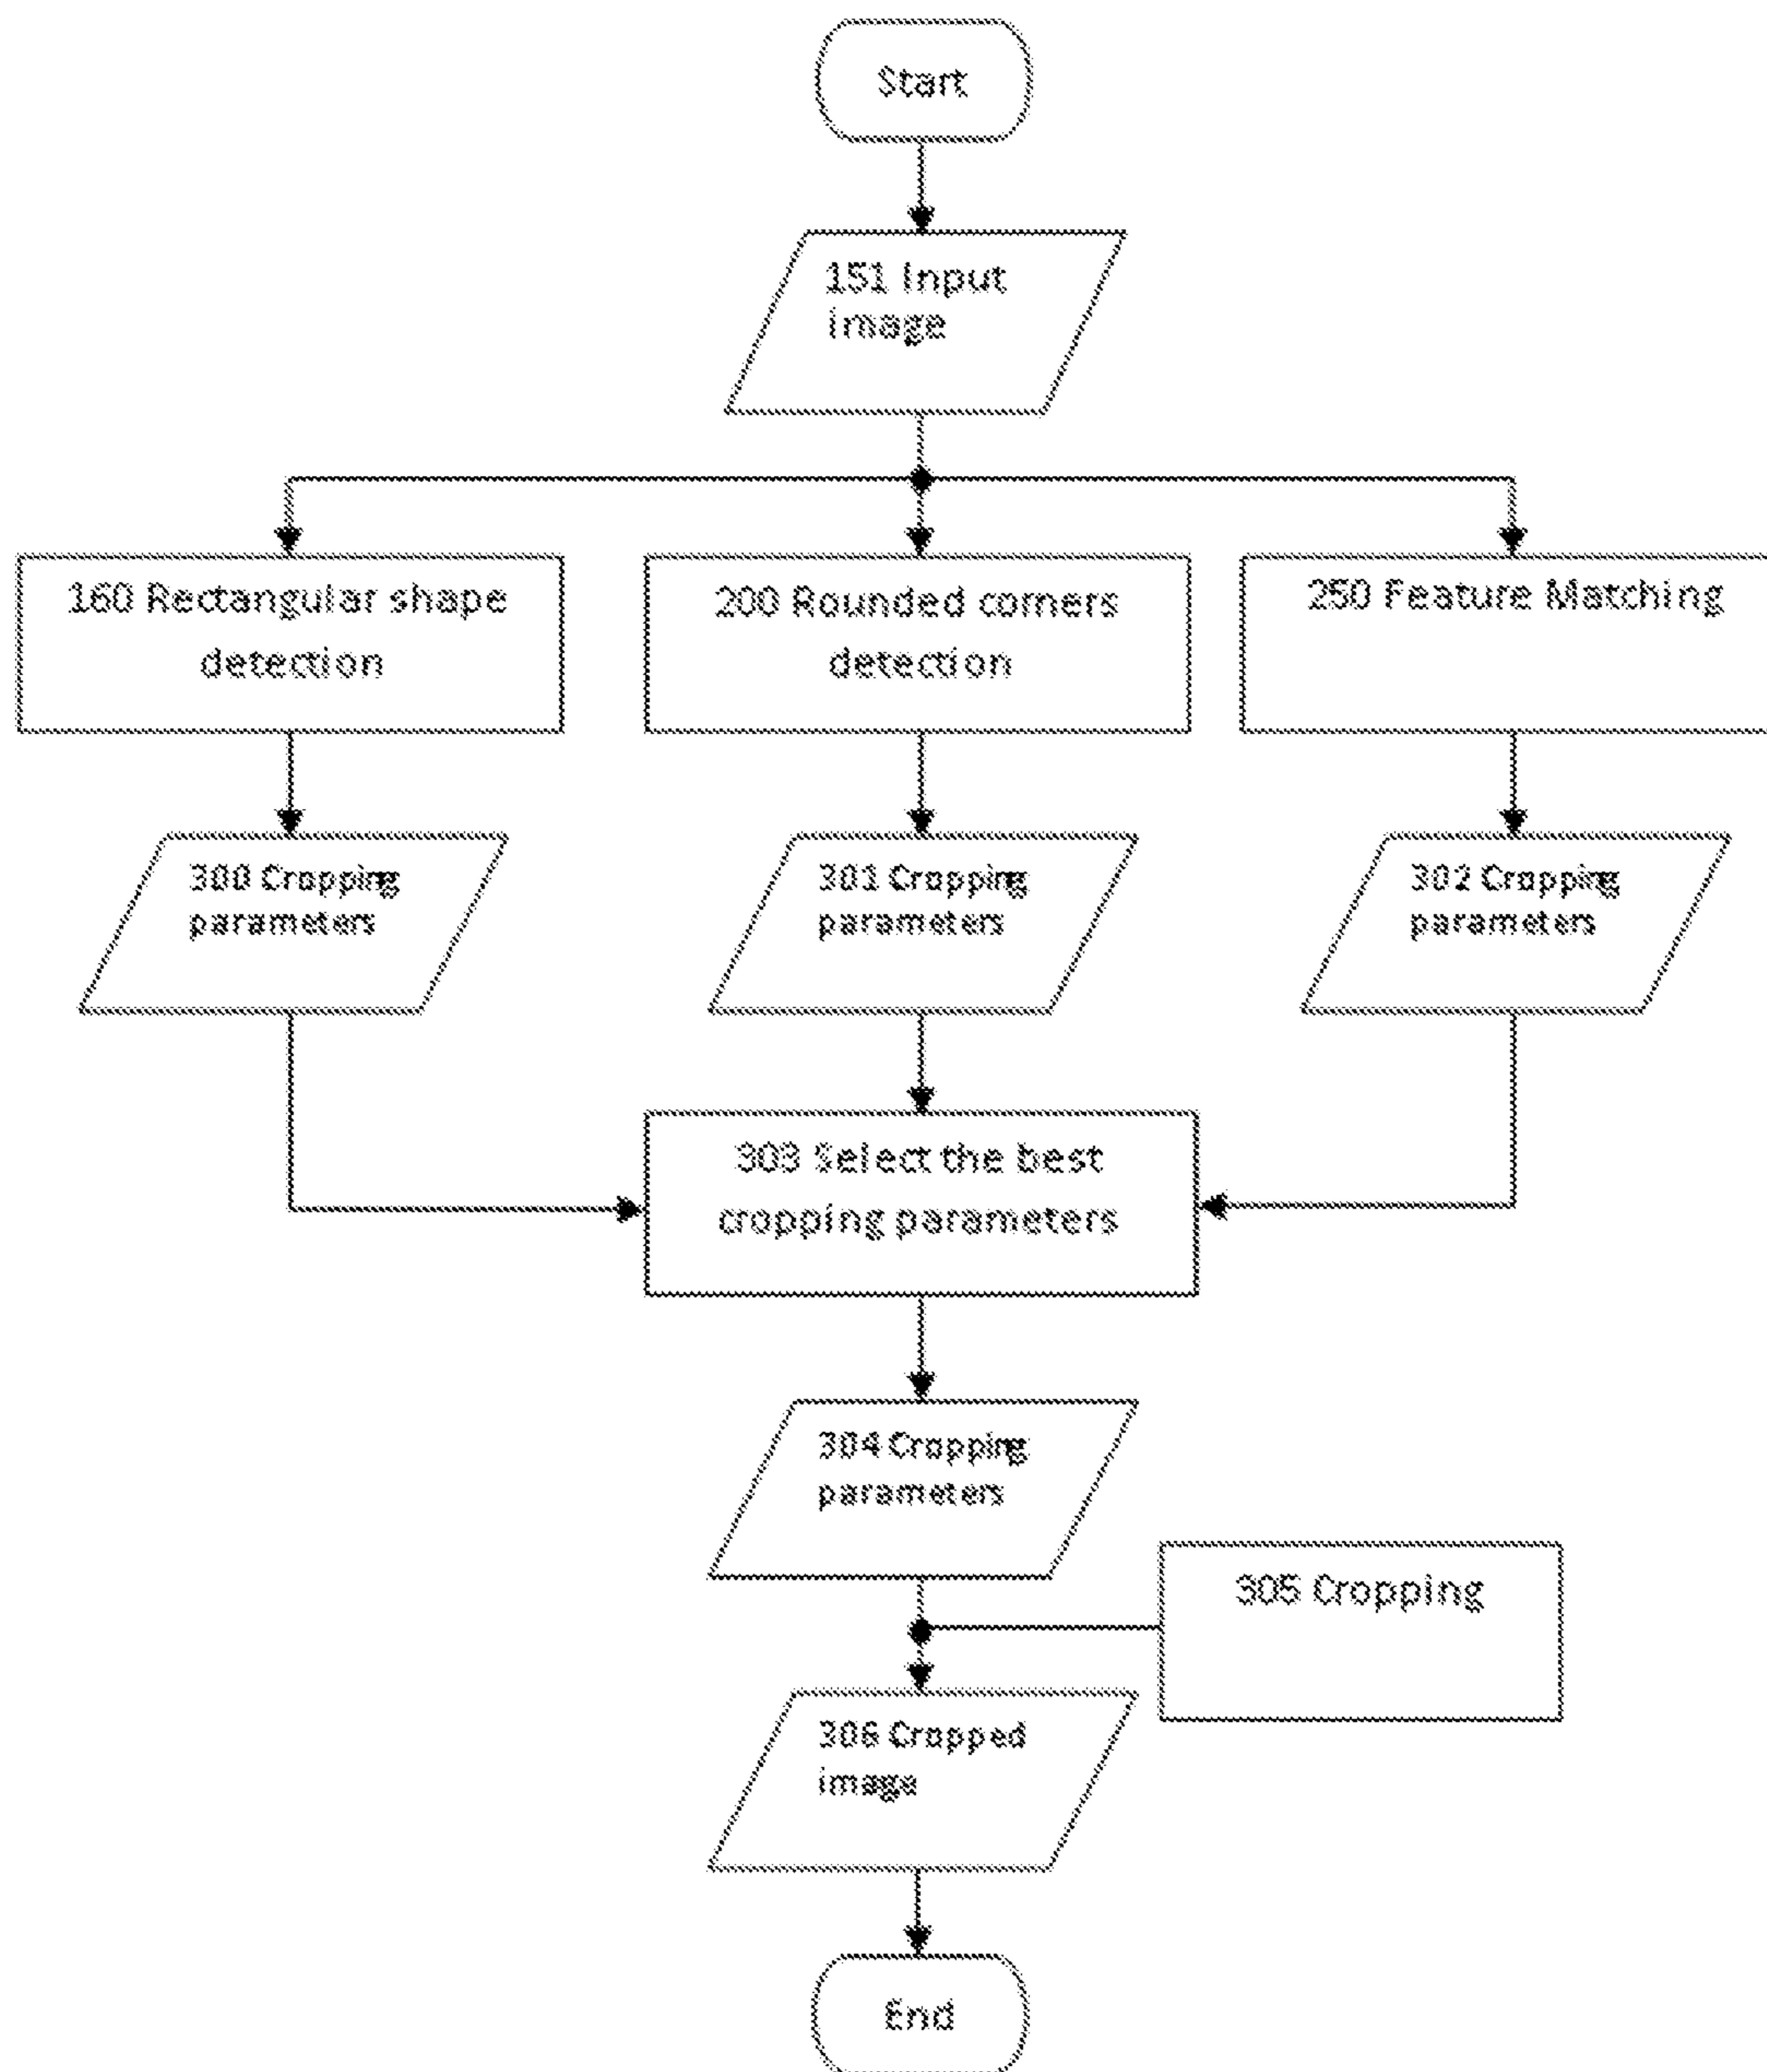 Start
151 Input
image
160 Rectangular shape
detection
200 Rounded corners
detection
250 Feature Matching
300 Cropping
parameters
301 Cropping
parameters
302 Cropping
parameters
303 Select the best
cropping parameters
304 Cropping
parameters
305 Cropping
306 Cropped
image
End